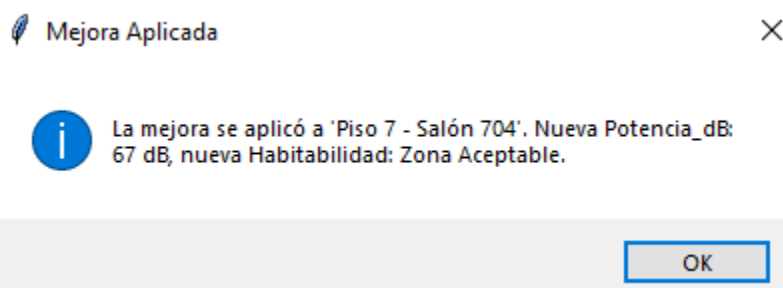 Mejora Aplicada
La mejora se aplicó a 'Piso 7 - Salón 704'. Nueva Potencia_dB:
67 dB, nueva Habitabilidad: Zona Aceptable.
OK